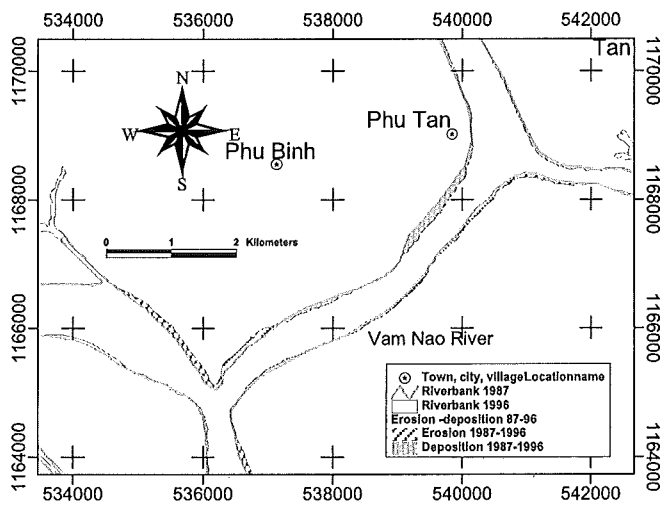 534000 536000 538000 540000 542000
Tan
1170000 1170000
N
W E
S
Phu Tan
Phu Binh
1168000 1168000
0 1 2 Kilometers
1166000 1166000
Vam Nao River
Town, city, villageLocationname
Riverbank 1987
Riverbank 1996
Erosion -deposition 87-96
Erosion 1987-1996
Deposition 1987-1996
1164000 1164000
534000 536000 538000 540000 542000